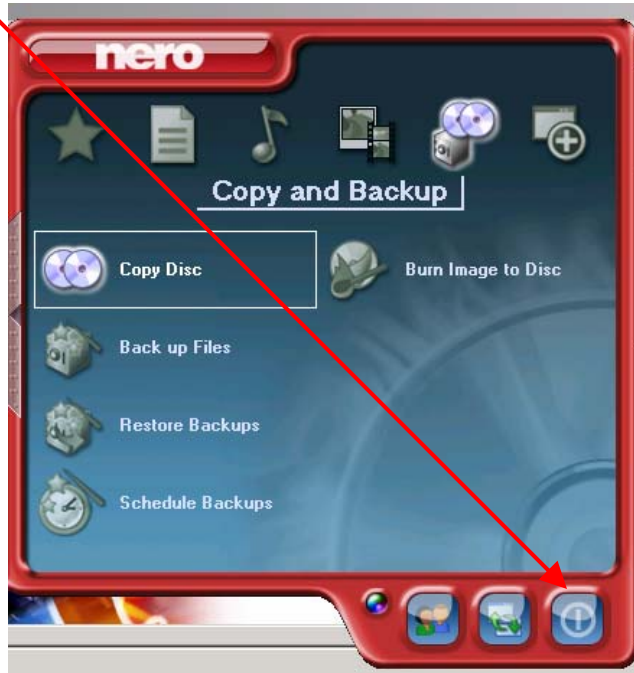 nero
Copy and Backup
Copy Disc
Burn Image to Disc
Back up Files
Restore Backups
Schedule Backups